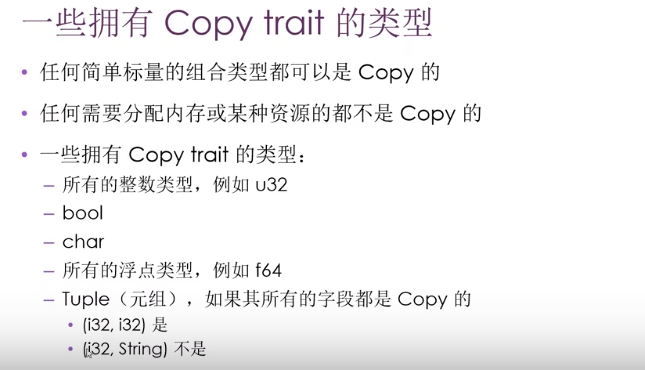 一些拥有 Copy trait 的类型
• 任何简单标量的组合类型都可以是 Copy 的
• 任何需要分配内存或某种资源的都不是 Copy 的
• 一些拥有 Copy trait 的类型：
– 所有的整数类型，例如 u32
– bool
– char
– 所有的浮点类型，例如 f64
– Tuple（元组），如果其所有的字段都是 Copy 的
• (i32, i32) 是
• (i32, String) 不是